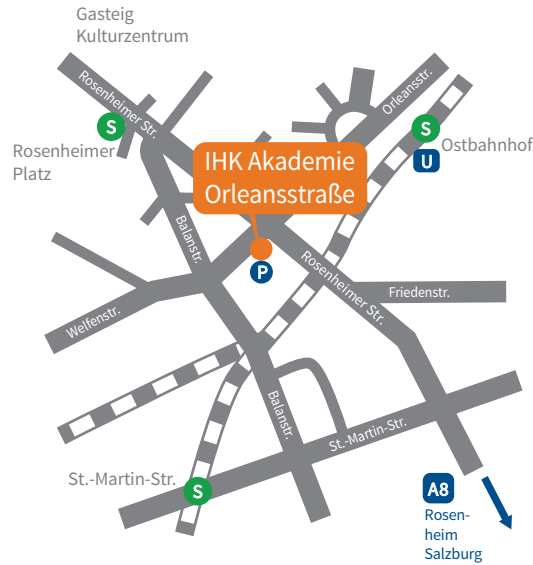 Gasteig
Kulturzentrum
Rosenheimer Str.
Orleansstr.
S
S
Ostbahnhof
U
Rosenheimer
Platz
IHK Akademie
Orleansstraße
Balanstr.
P
Rosenheimer Str.
Friedenstr.
Welfenstr.
Balanstr.
St.-Martin-Str.
St.-Martin-Str.
S
A8
Rosen-
heim
Salzburg